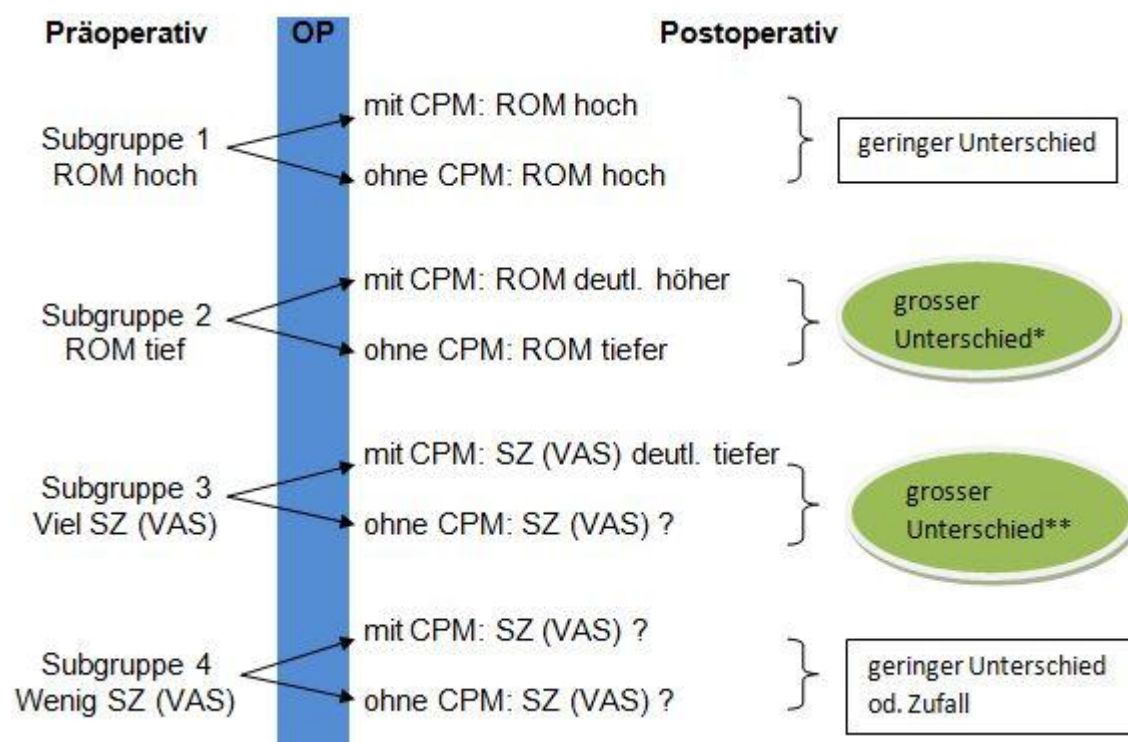 Präoperativ OP Postoperativ
mit CPM: ROM hoch
Subgruppe 1
ROM hoch
geringer Unterschied
ohne CPM: ROM hoch
mit CPM: ROM deutl. höher
Subgruppe 2
ROM tief
grosser
Unterschied*
ohne CPM: ROM tiefer
mit CPM: SZ (VAS) deutl. tiefer
Subgruppe 3
Viel SZ (VAS)
grosser
Unterschied**
ohne CPM: SZ (VAS) ?
mit CPM: SZ (VAS) ?
Subgruppe 4
Wenig SZ (VAS)
geringer Unterschied
od. Zufall
ohne CPM: SZ (VAS) ?